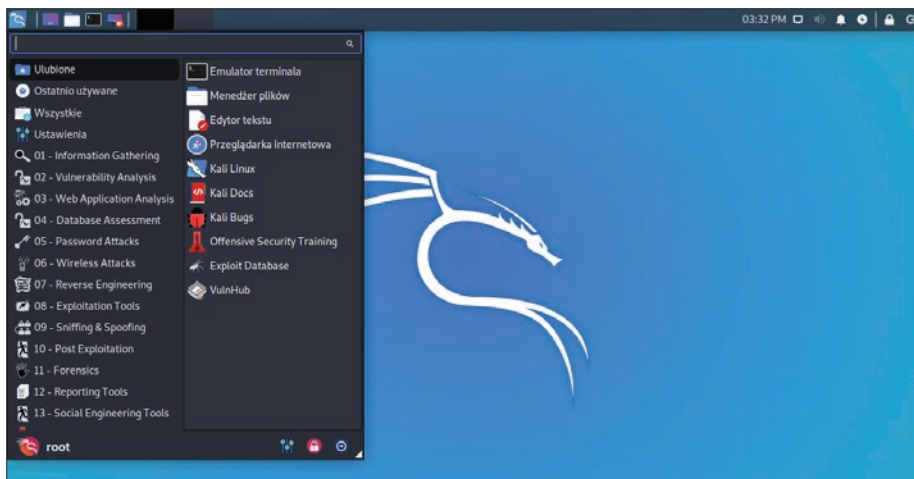 03:32 PM
G
Ulubione
Ostatnio używane
Wszystkie
Ustawienia
01 - Information Gathering
02 - Vulnerability Analysis
03 - Web Application Analysis
04 - Database Assessment
05 - Password Attacks
06 - Wireless Attacks
07 - Reverse Engineering
08 - Exploitation Tools
09 - Sniffing & Spoofing
10 - Post Exploitation
11 - Forensics
12 - Reporting Tools
13 - Social Engineering Tools
Emulator terminala
Menedżer plików
Edytor tekstu
Przeglądarka internetowa
Kali Linux
Kali Docs
Kali Bugs
Offensive Security Training
Exploit Database
VulnHub
root